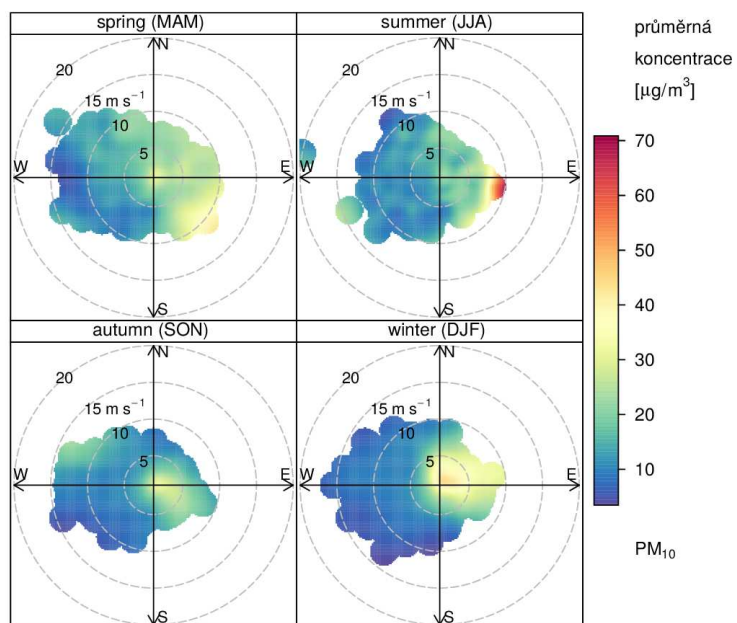 spring (MAM)
N
20
15 m s⁻¹
10
5
W
E
S
summer (JJA)
N
20
15 m s⁻¹
10
5
W
E
S
autumn (SON)
N
20
15 m s⁻¹
10
5
W
E
S
winter (DJF)
N
20
15 m s⁻¹
10
5
W
E
S
průměrná
koncentrace
[μg/m³]
70
60
50
40
30
20
10
PM₁₀